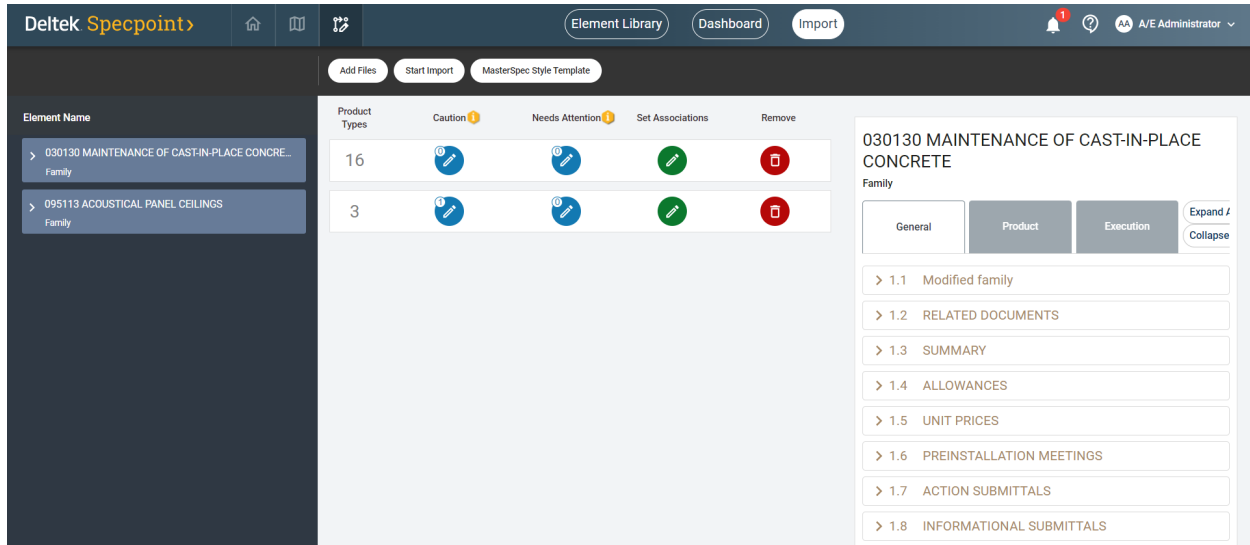 Deltek Specpoint
Element Library
Dashboard
Import
1
AA
A/E Administrator
Add Files
Start Import
MasterSpec Style Template
Element Name
030130 MAINTENANCE OF CAST-IN-PLACE CONCRE...
Family
095113 ACOUSTICAL PANEL CEILINGS
Family
Product
Types
Caution
Needs Attention
Set Associations
Remove
16
0
0
3
1
0
030130 MAINTENANCE OF CAST-IN-PLACE
CONCRETE
Family
General
Product
Execution
Expand A
Collapse
1.1 Modified family
1.2 RELATED DOCUMENTS
1.3 SUMMARY
1.4 ALLOWANCES
1.5 UNIT PRICES
1.6 PREINSTALLATION MEETINGS
1.7 ACTION SUBMITTALS
1.8 INFORMATIONAL SUBMITTALS